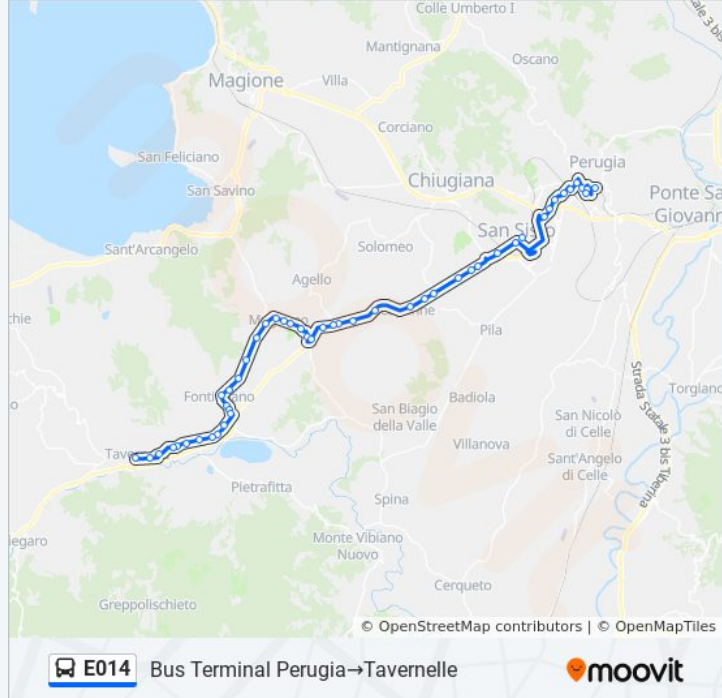 Colle Umberto I
Mantignana
Oscano
Magione
Villa
Corciano
San Feliciano
Perugia
Chiugiana
San Savino
Ponte Sa
Giovanni
San Sisto
Sant'Arcangelo
Solomeo
Agello
Pila
Strada Statale 3 bis Tiberina
Torgiano
Badiola
San Biagio
della Valle
San Nicolò
di Celle
Villanova
Sant'Angelo
di Celle
Pietrafitta
Spina
Monte Vibiano
Nuovo
Cerqueto
Greppolischieto
© OpenStreetMap contributors | © OpenMapTiles
E014 Bus Terminal Perugia→Tavernelle
moovit